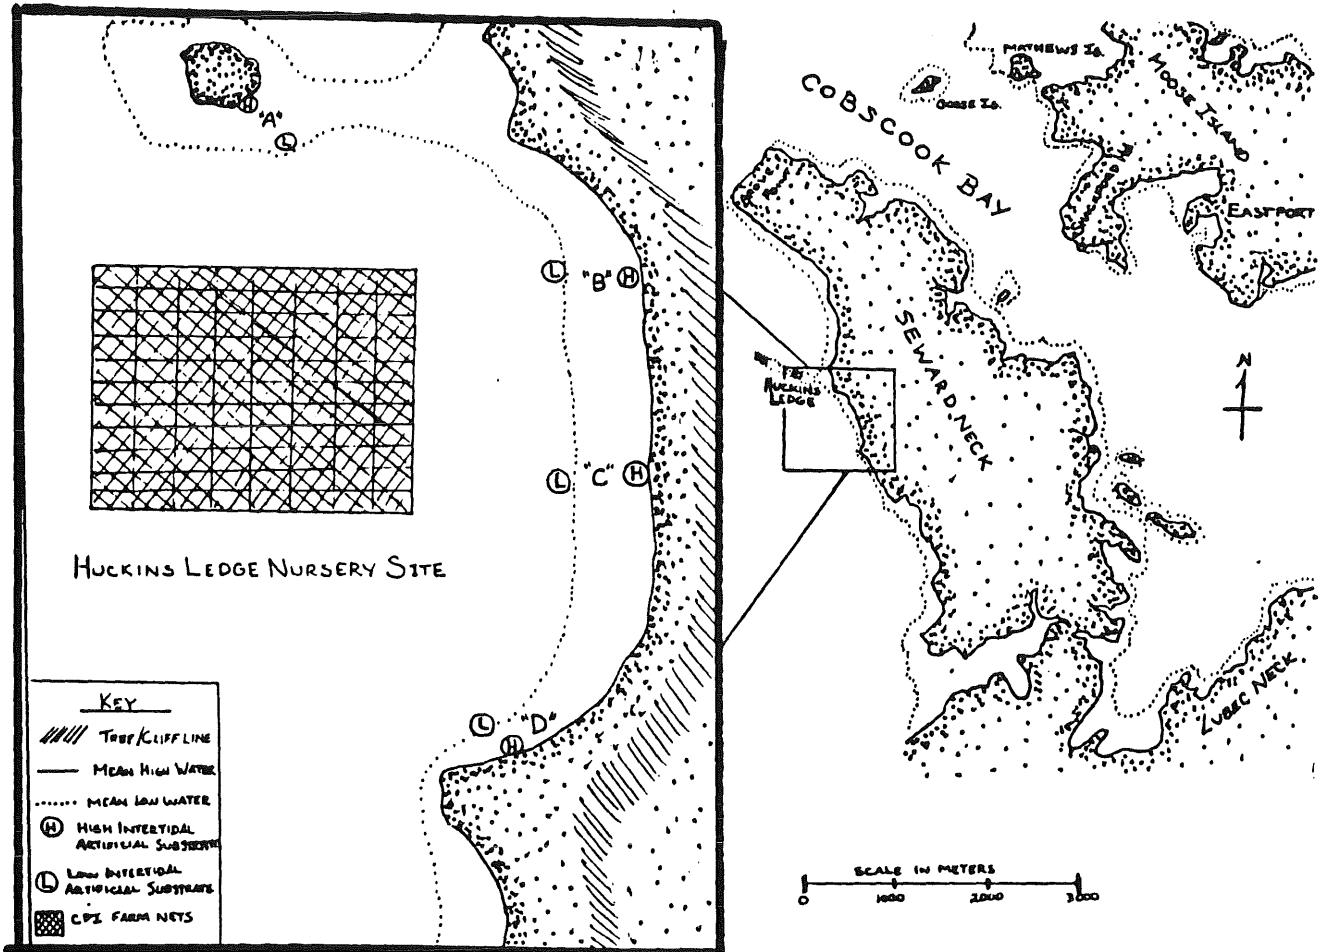 H
"A"
L
L
"B"
H
L
"C"
H
HUCKINS LEDGE NURSERY SITE
L
"D"
H
KEY
TREE/CLIFF LINE
MEAN HIGH WATER
MEAN LOW WATER
H
HIGH INTERTIDAL
ARTIFICIAL SUBSTRATE
L
LOW INTERTIDAL
ARTIFICIAL SUBSTRATE
CPI FARM NETS
MATHEWS IS.
GOOSE IS.
MOOSE ISLAND
COBSCOOK BAY
EASTPORT
SEWARD NECK
HUCKINS
LEDGE
N
LUBEC NECK
SCALE IN METERS
0 1000 2000 3000